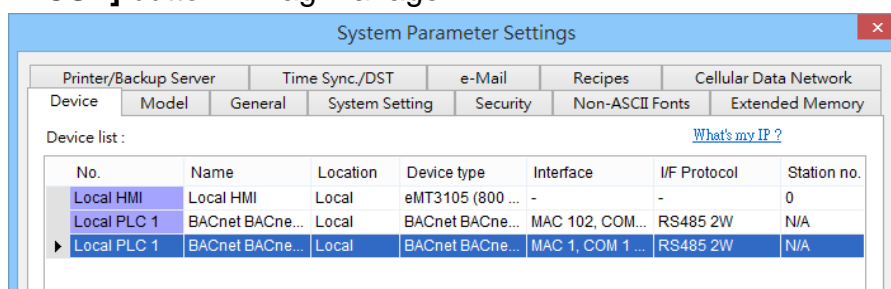 System Parameter Settings
Printer/Backup Server Time Sync./DST e-Mail Recipes Cellular Data Network
Device Model General System Setting Security Non-ASCII Fonts Extended Memory
Device list : What's my IP ?
No. Name Location Device type Interface I/F Protocol Station no.
Local HMI Local HMI Local eMT3105 (800 ... - - 0
Local PLC 1 BACnet BACne... Local BACnet BACne... MAC 102, COM... RS485 2W N/A
Local PLC 1 BACnet BACne... Local BACnet BACne... MAC 1, COM 1 ... RS485 2W N/A